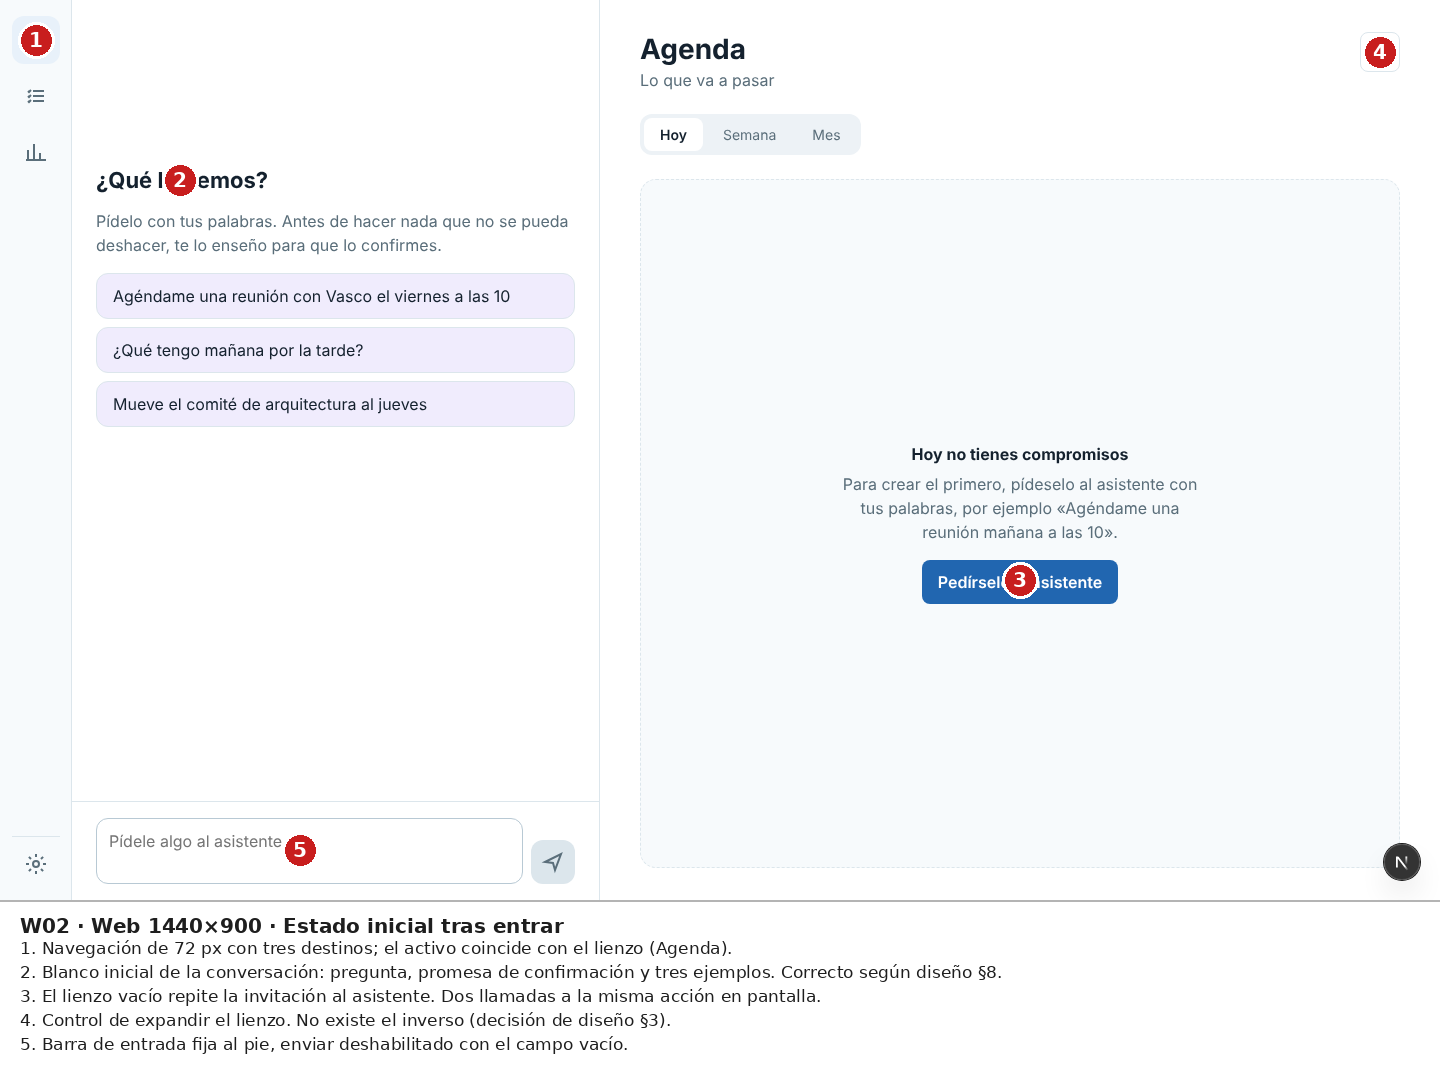 1
Agenda
4
Lo que va a pasar
Hoy Semana Mes
¿Qué 2 emos?
Pídelo con tus palabras. Antes de hacer nada que no se pueda
deshacer, te lo enseño para que lo confirmes.
Agéndame una reunión con Vasco el viernes a las 10
¿Qué tengo mañana por la tarde?
Mueve el comité de arquitectura al jueves
Hoy no tienes compromisos
Para crear el primero, pídeselo al asistente con
tus palabras, por ejemplo «Agéndame una
reunión mañana a las 10».
Pedírsel 3 sistente
Pídele algo al asistente
5
N
W02 · Web 1440×900 · Estado inicial tras entrar
1. Navegación de 72 px con tres destinos; el activo coincide con el lienzo (Agenda).
2. Blanco inicial de la conversación: pregunta, promesa de confirmación y tres ejemplos. Correcto según diseño §8.
3. El lienzo vacío repite la invitación al asistente. Dos llamadas a la misma acción en pantalla.
4. Control de expandir el lienzo. No existe el inverso (decisión de diseño §3).
5. Barra de entrada fija al pie, enviar deshabilitado con el campo vacío.